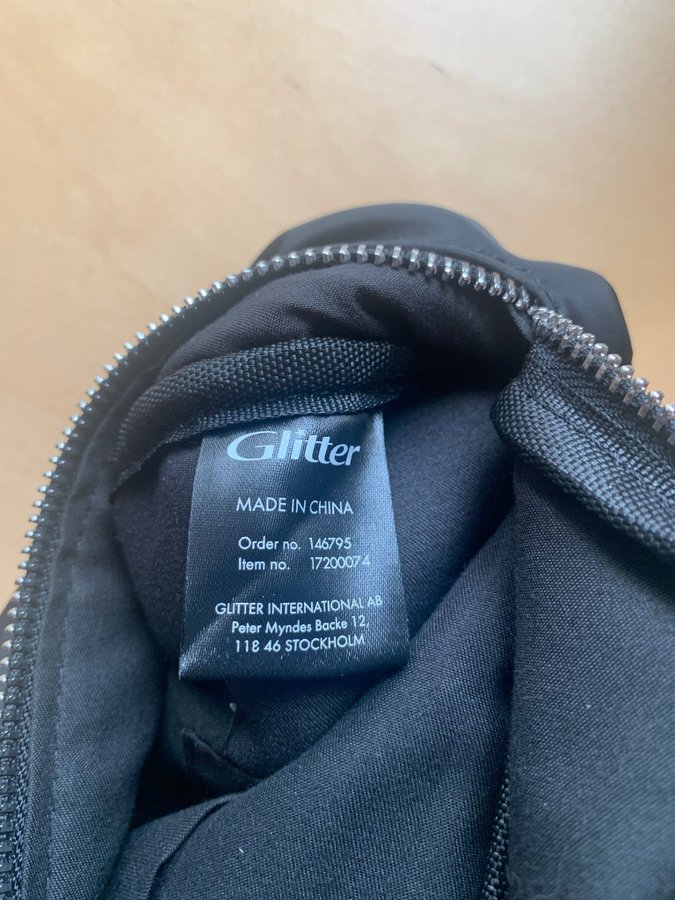 Glitter
MADE IN CHINA
Order no. 146795
Item no. 17200074
GLITTER INTERNATIONAL AB
Peter Myndes Backe 12,
118 46 STOCKHOLM